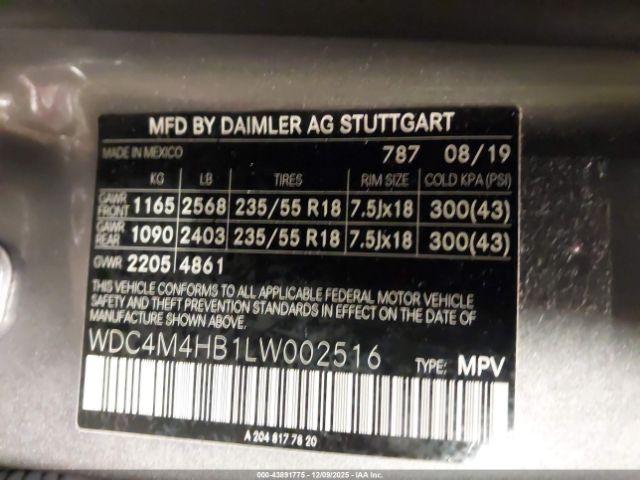 MFD BY DAIMLER AG STUTTGART
MADE IN MEXICO 787 08/19
KG LB TIRES RIM SIZE COLD KPA(PSI)
GAWR FRONT 1165 2568 235/55 R18 7.5Jx18 300(43)
GAWR REAR 1090 2403 235/55 R18 7.5Jx18 300(43)
GVWR 2205 4861
THIS VEHICLE CONFORMS TO ALL APPLICABLE FEDERAL MOTOR VEHICLE
SAFETY AND THEFT PREVENTION STANDARDS IN EFFECT ON THE DATE OF
MANUFACTURE SHOWN ABOVE.
WDC4M4HB1LW002516 TYPE: MPV
A 204 817 78 20
000-43891775 - 12/09/2025 - IAAI.CA